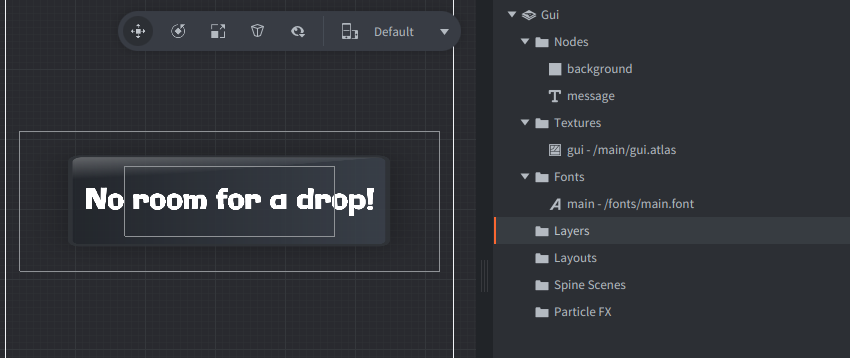 Default
No room for a drop!
Gui
Nodes
background
message
Textures
gui - /main/gui.atlas
Fonts
main - /fonts/main.font
Layers
Layouts
Spine Scenes
Particle FX